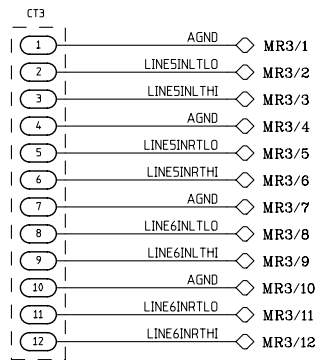 CT3
1 AGND MR3/1
2 LINE5INLTLO MR3/2
3 LINE5INLTHI MR3/3
4 AGND MR3/4
5 LINE5INRTLO MR3/5
6 LINE5INRTHI MR3/6
7 AGND MR3/7
8 LINE6INLTLO MR3/8
9 LINE6INLTHI MR3/9
10 AGND MR3/10
11 LINE6INRTLO MR3/11
12 LINE6INRTHI MR3/12